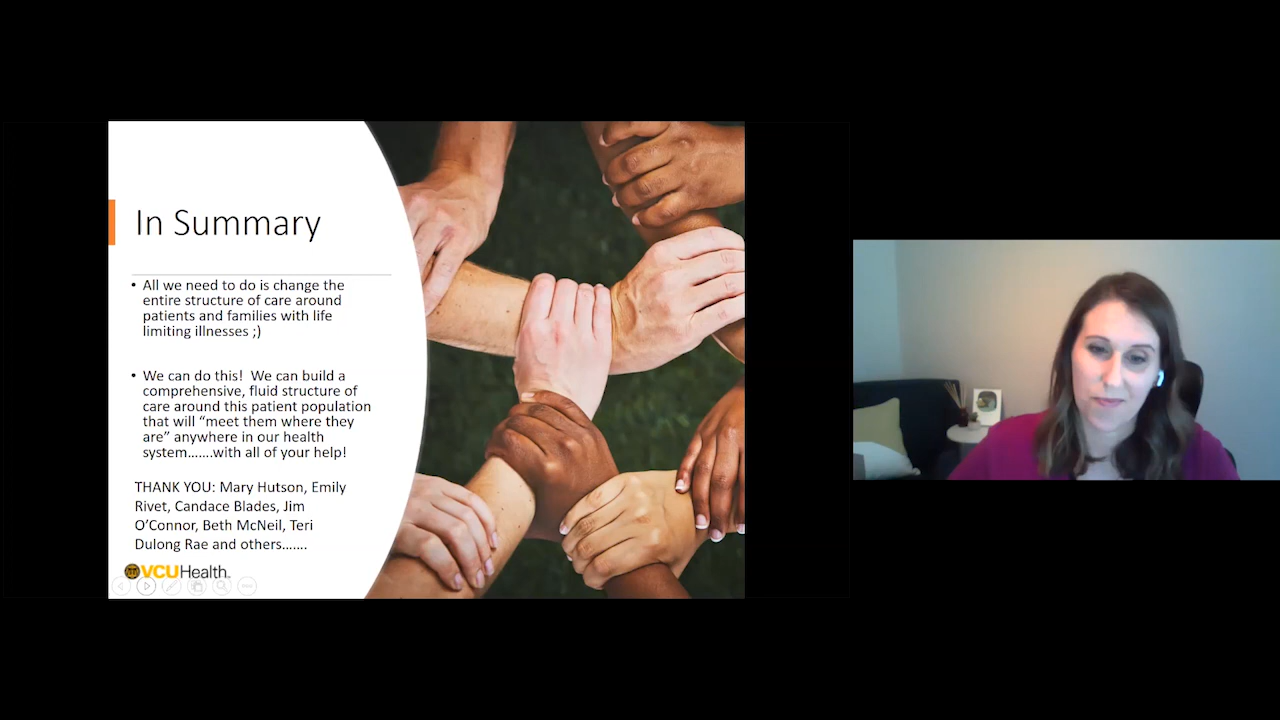 In Summary
• All we need to do is change the
entire structure of care around
patients and families with life
limiting illnesses ;)
• We can do this!  We can build a
comprehensive, fluid structure of
care around this patient population
that will “meet them where they
are” anywhere in our health
system…….with all of your help!
THANK YOU: Mary Hutson, Emily
Rivet, Candace Blades, Jim
O’Connor, Beth McNeil, Teri
Dulong Rae and others…….
VCUHealth